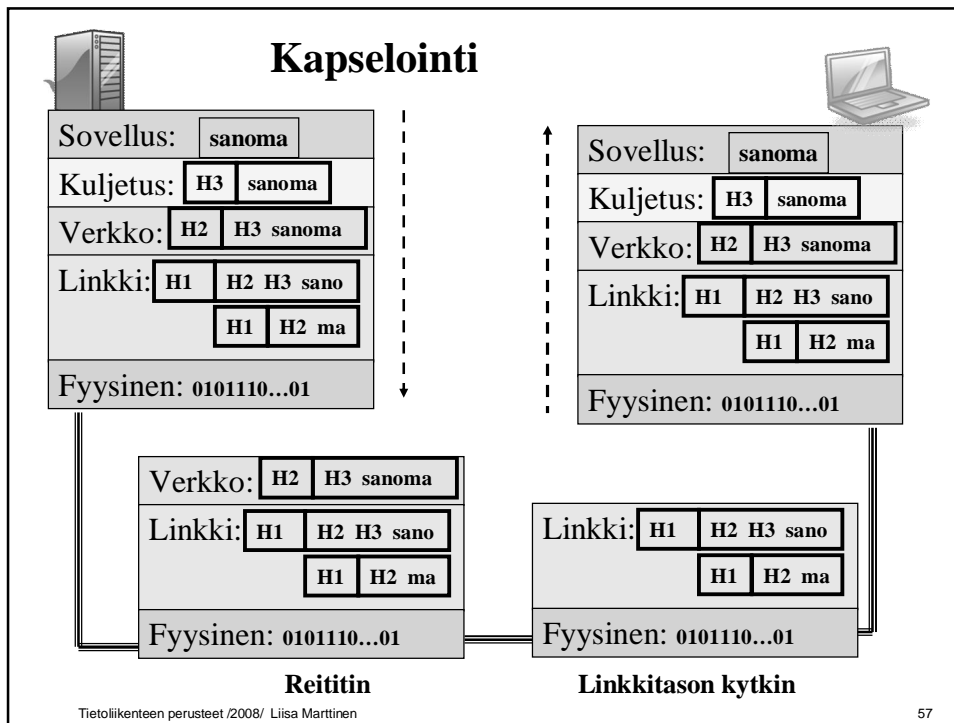 Kapselointi
Sovellus: sanoma
Kuljetus: H3 sanoma
Verkko: H2 H3 sanoma
Linkki: H1 H2 H3 sano
H1 H2 ma
Fyysinen: 0101110...01
Sovellus: sanoma
Kuljetus: H3 sanoma
Verkko: H2 H3 sanoma
Linkki: H1 H2 H3 sano
H1 H2 ma
Fyysinen: 0101110...01
Verkko: H2 H3 sanoma
Linkki: H1 H2 H3 sano
H1 H2 ma
Fyysinen: 0101110...01
Reititin
Linkki: H1 H2 H3 sano
H1 H2 ma
Fyysinen: 0101110...01
Linkkitason kytkin
Tietoliikenteen perusteet /2008/ Liisa Marttinen
57